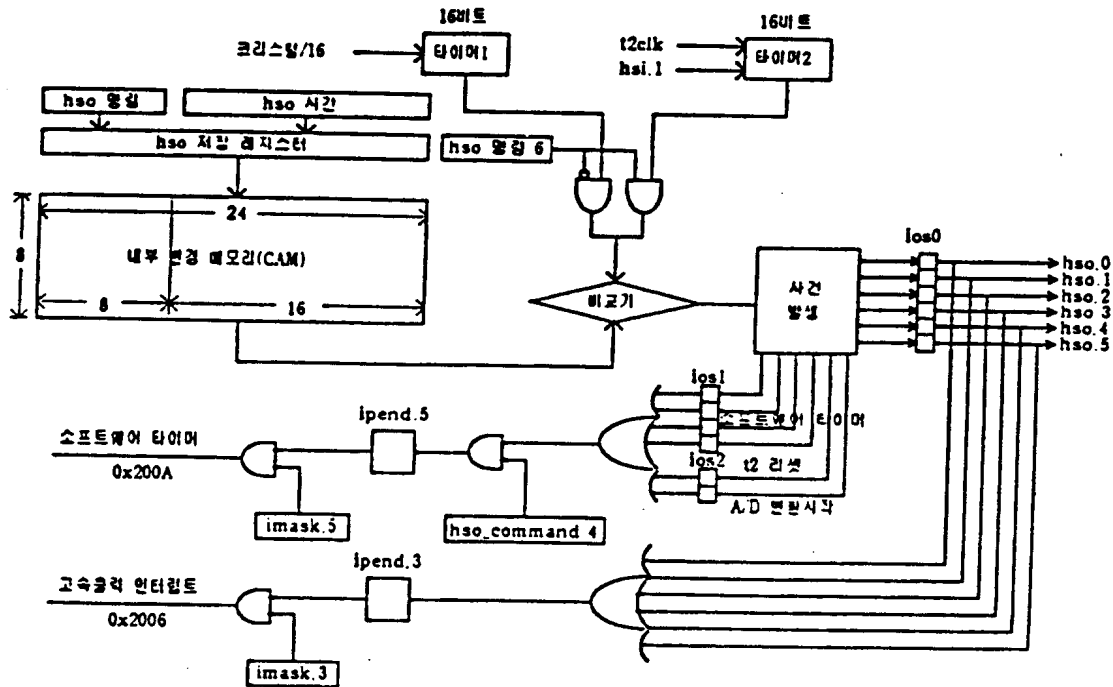 16비트
크리스탈/16
타이머1
16비트
t2clk
hsi.1
타이머2
hso 명령
hso 시간
hso 저장 레지스터
hso 명령 6
24
8
내부 변경 메모리(CAM)
8
16
비교기
사건
발생
ios0
hso.0
hso.1
hso.2
hso.3
hso.4
hso.5
ios1
소프트웨어 타이머
ios2
t2 리셋
A/D 변환시작
소프트웨어 타이머
0x200A
ipend.5
imask.5
hso_command 4
고속출력 인터럽트
0x2006
ipend.3
imask.3